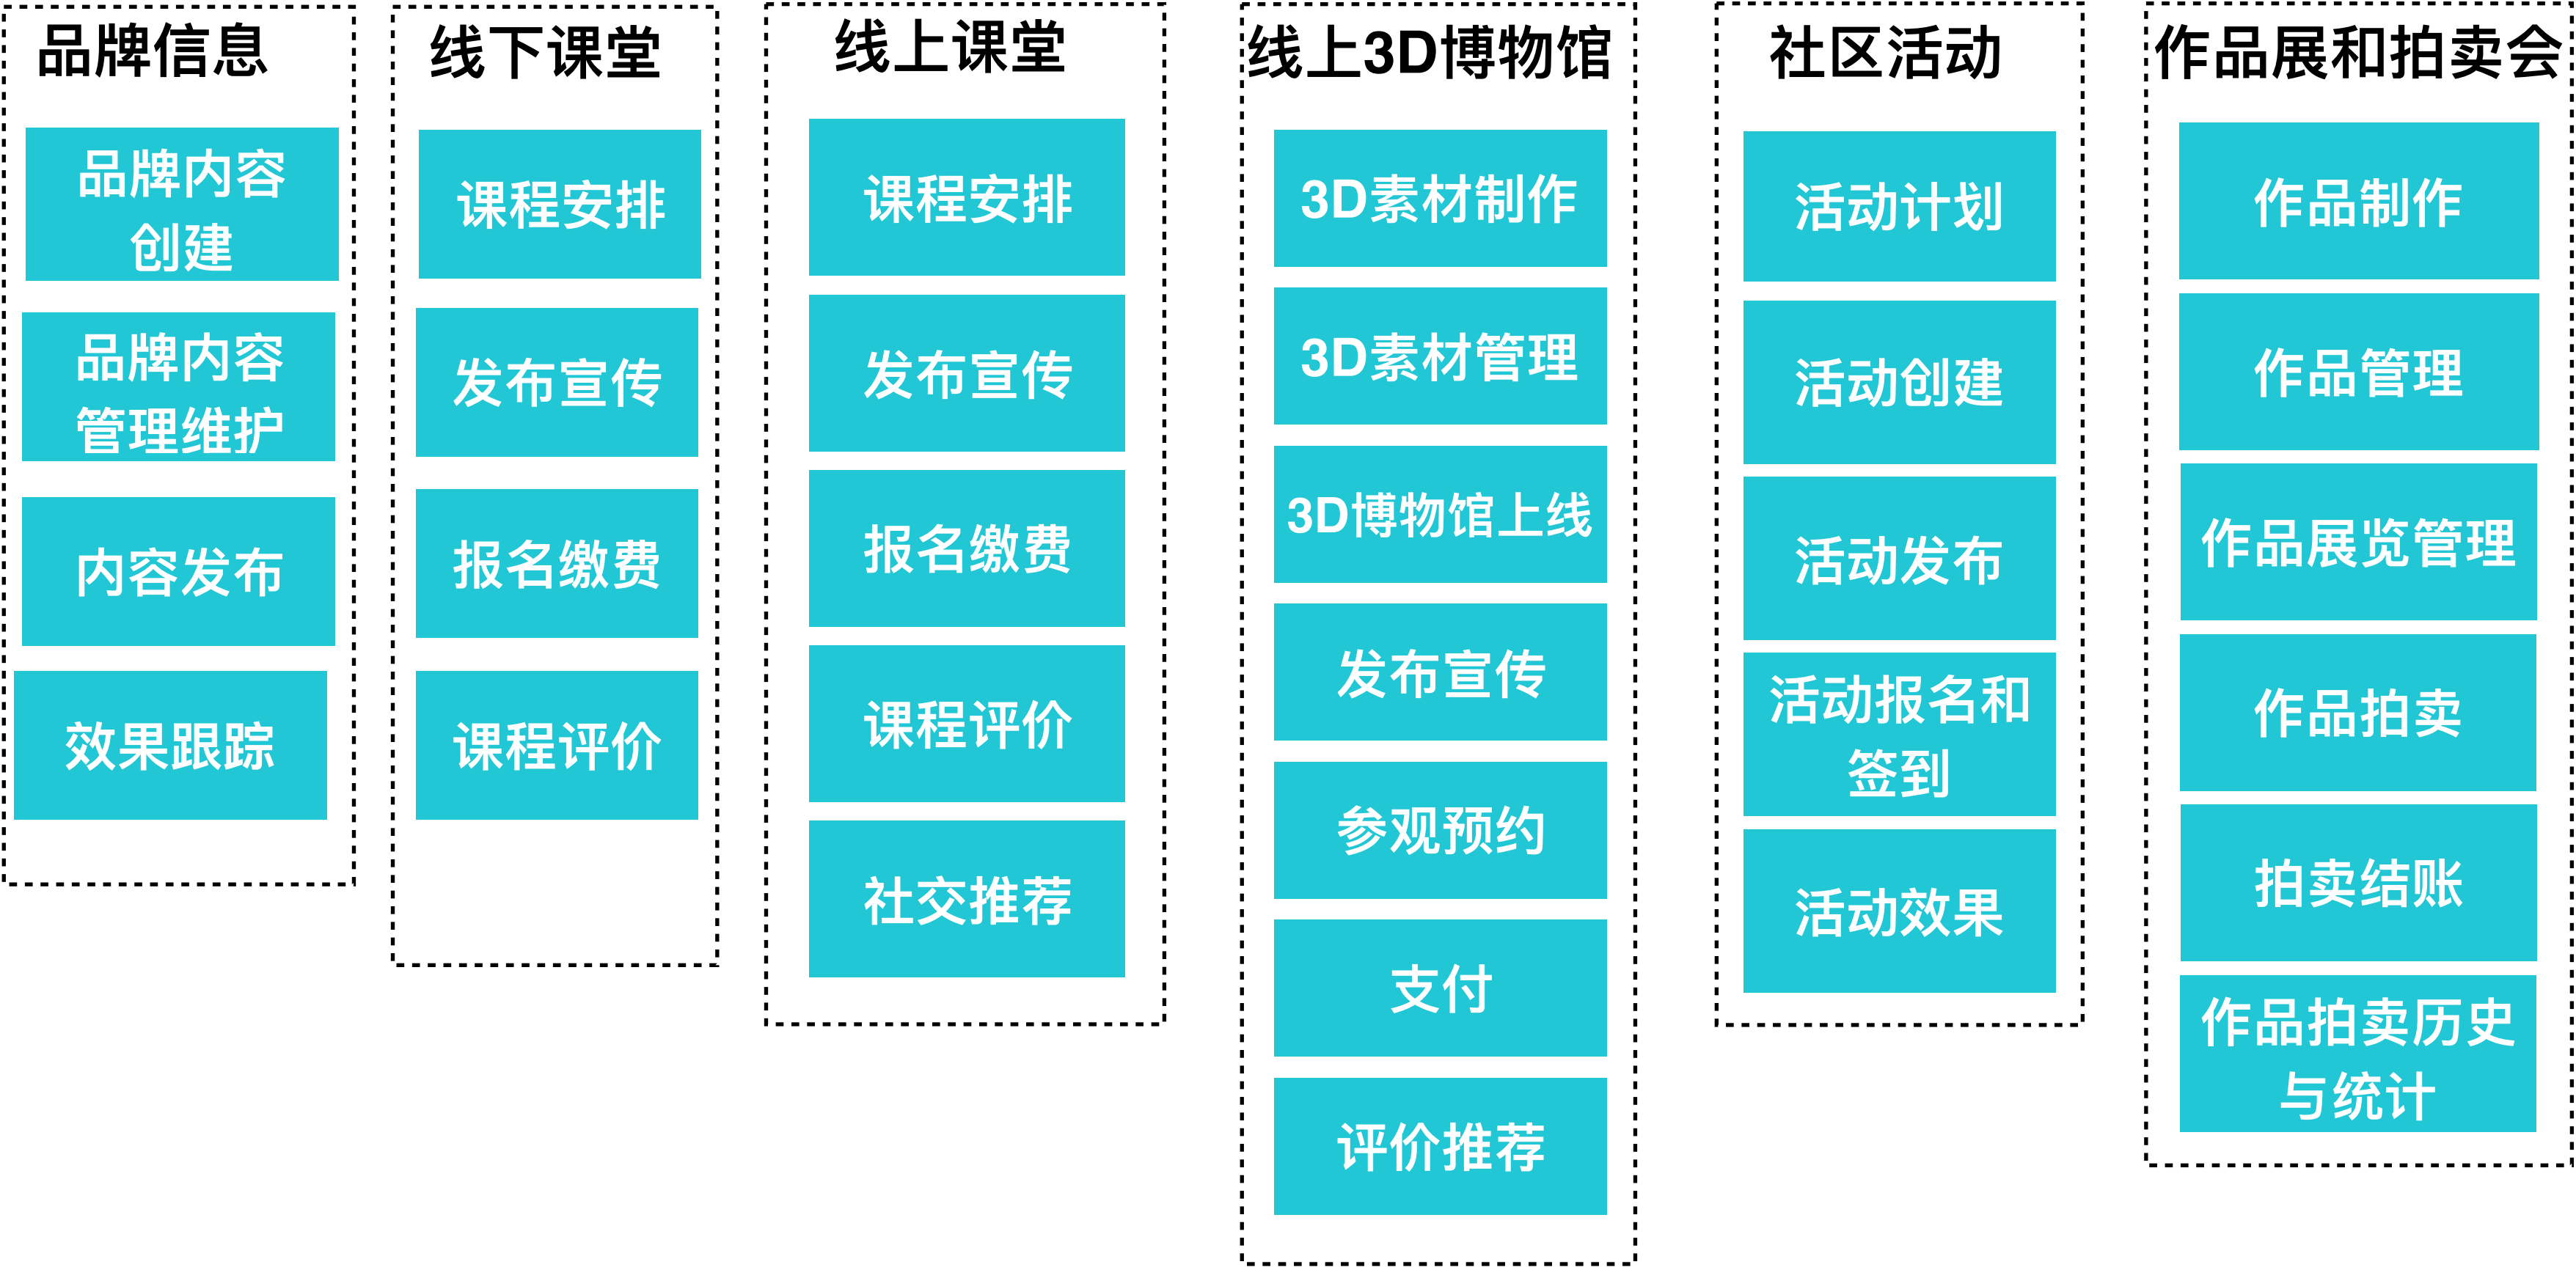 品牌信息
品牌内容
创建
品牌内容
管理维护
内容发布
效果跟踪
线下课堂
课程安排
发布宣传
报名缴费
课程评价
线上课堂
课程安排
发布宣传
报名缴费
课程评价
社交推荐
线上3D博物馆
3D素材制作
3D素材管理
3D博物馆上线
发布宣传
参观预约
支付
评价推荐
社区活动
活动计划
活动创建
活动发布
活动报名和
签到
活动效果
作品展和拍卖会
作品制作
作品管理
作品展览管理
作品拍卖
拍卖结账
作品拍卖历史
与统计